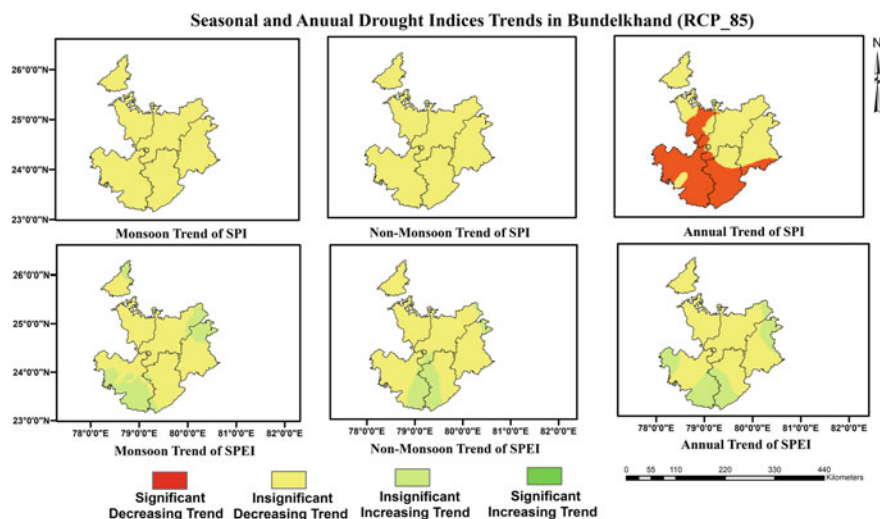 Seasonal and Anuual Drought Indices Trends in Bundelkhand (RCP_85)
N
26°0'0"N
25°0'0"N
24°0'0"N
23°0'0"N
Monsoon Trend of SPI
Non-Monsoon Trend of SPI
Annual Trend of SPI
26°0'0"N
25°0'0"N
24°0'0"N
23°0'0"N
78°0'0"E 79°0'0"E 80°0'0"E 81°0'0"E 82°0'0"E
78°0'0"E 79°0'0"E 80°0'0"E 81°0'0"E 82°0'0"E
78°0'0"E 79°0'0"E 80°0'0"E 81°0'0"E 82°0'0"E
Monsoon Trend of SPEI
Non-Monsoon Trend of SPEI
Annual Trend of SPEI
Significant
Decreasing Trend
Insignificant
Decreasing Trend
Insignificant
Increasing Trend
Significant
Increasing Trend
0 55 110 220 330 440
Kilometers